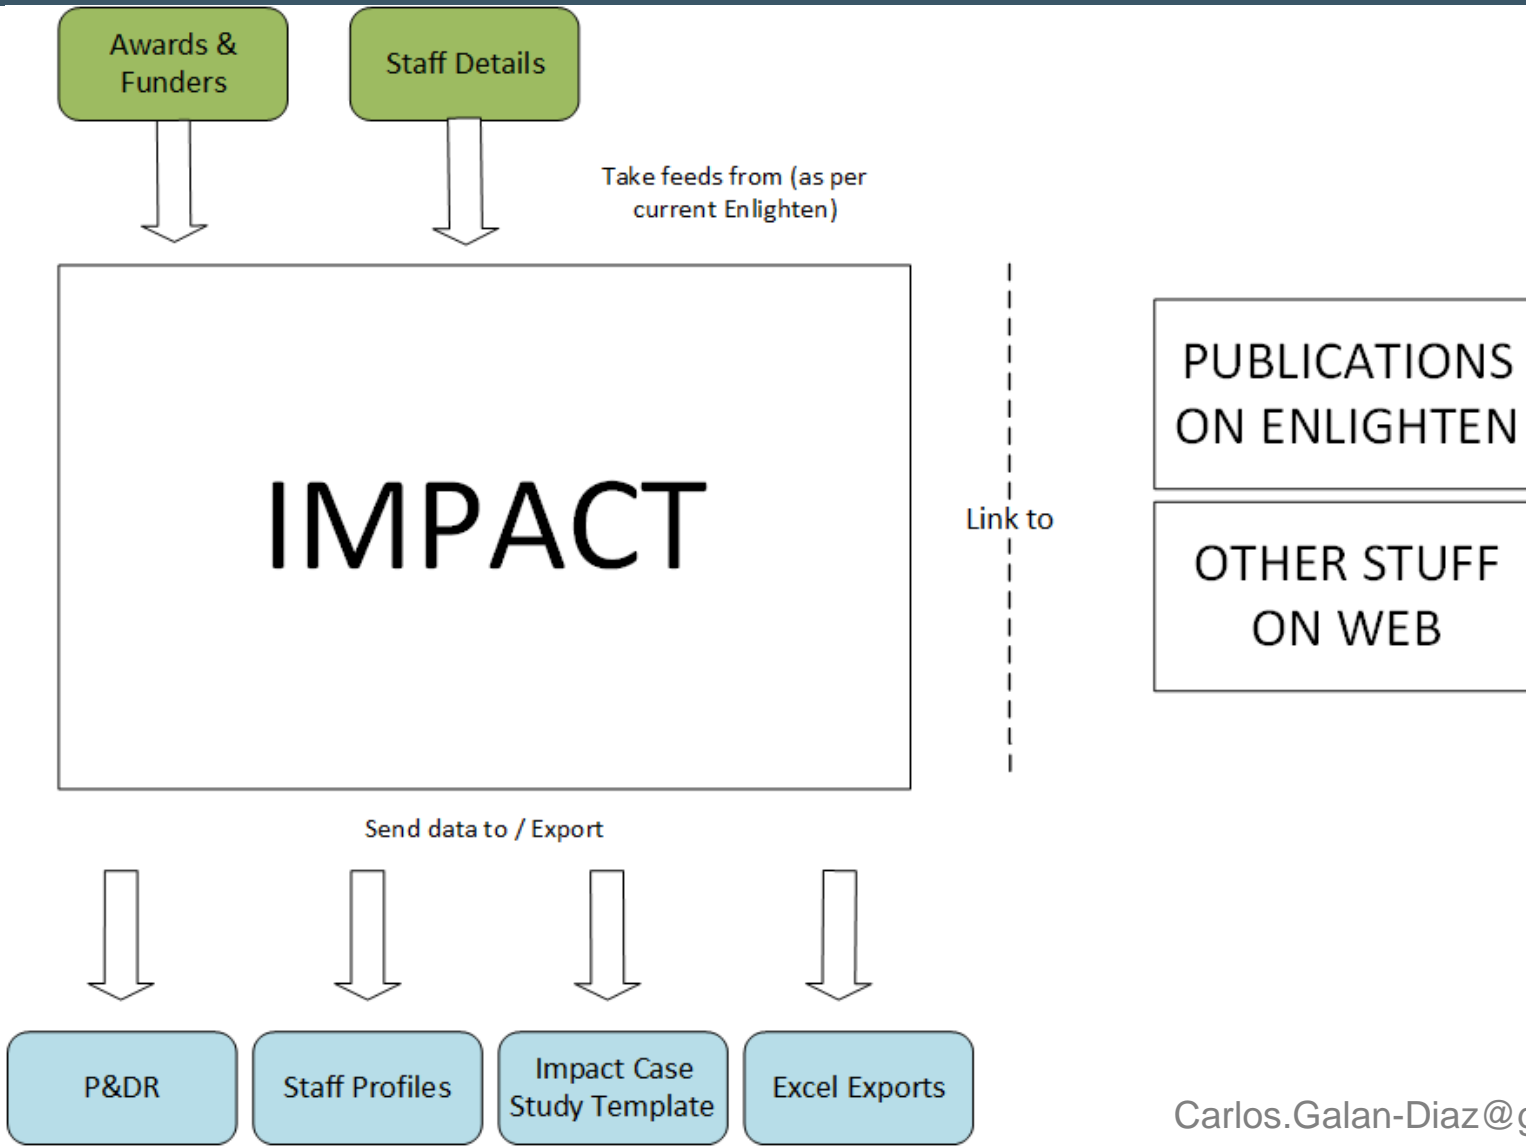 Awards &
Funders
Staff Details
Take feeds from (as per
current Enlighten)
IMPACT
Link to
PUBLICATIONS
ON ENLIGHTEN
OTHER STUFF
ON WEB
Send data to / Export
P&DR
Staff Profiles
Impact Case
Study Template
Excel Exports
Carlos.Galan-Diaz@g